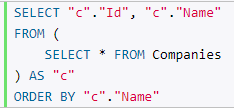 SELECT "c"."Id", "c"."Name"
FROM (
    SELECT * FROM Companies
) AS "c"
ORDER BY "c"."Name"